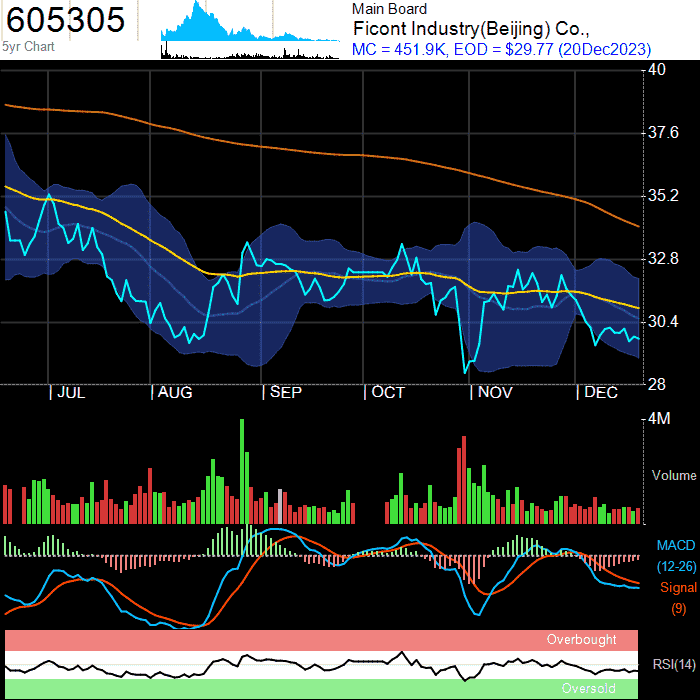 605305
5yr Chart
Main Board
Ficont Industry(Beijing) Co.,
MC = 451.9K, EOD = $29.77 (20Dec2023)
40
37.6
35.2
32.8
30.4
28
| JUL
| AUG
| SEP
| OCT
| NOV
| DEC
4M
Volume
MACD
(12-26)
Signal
(9)
Overbought
RSI(14)
Oversold